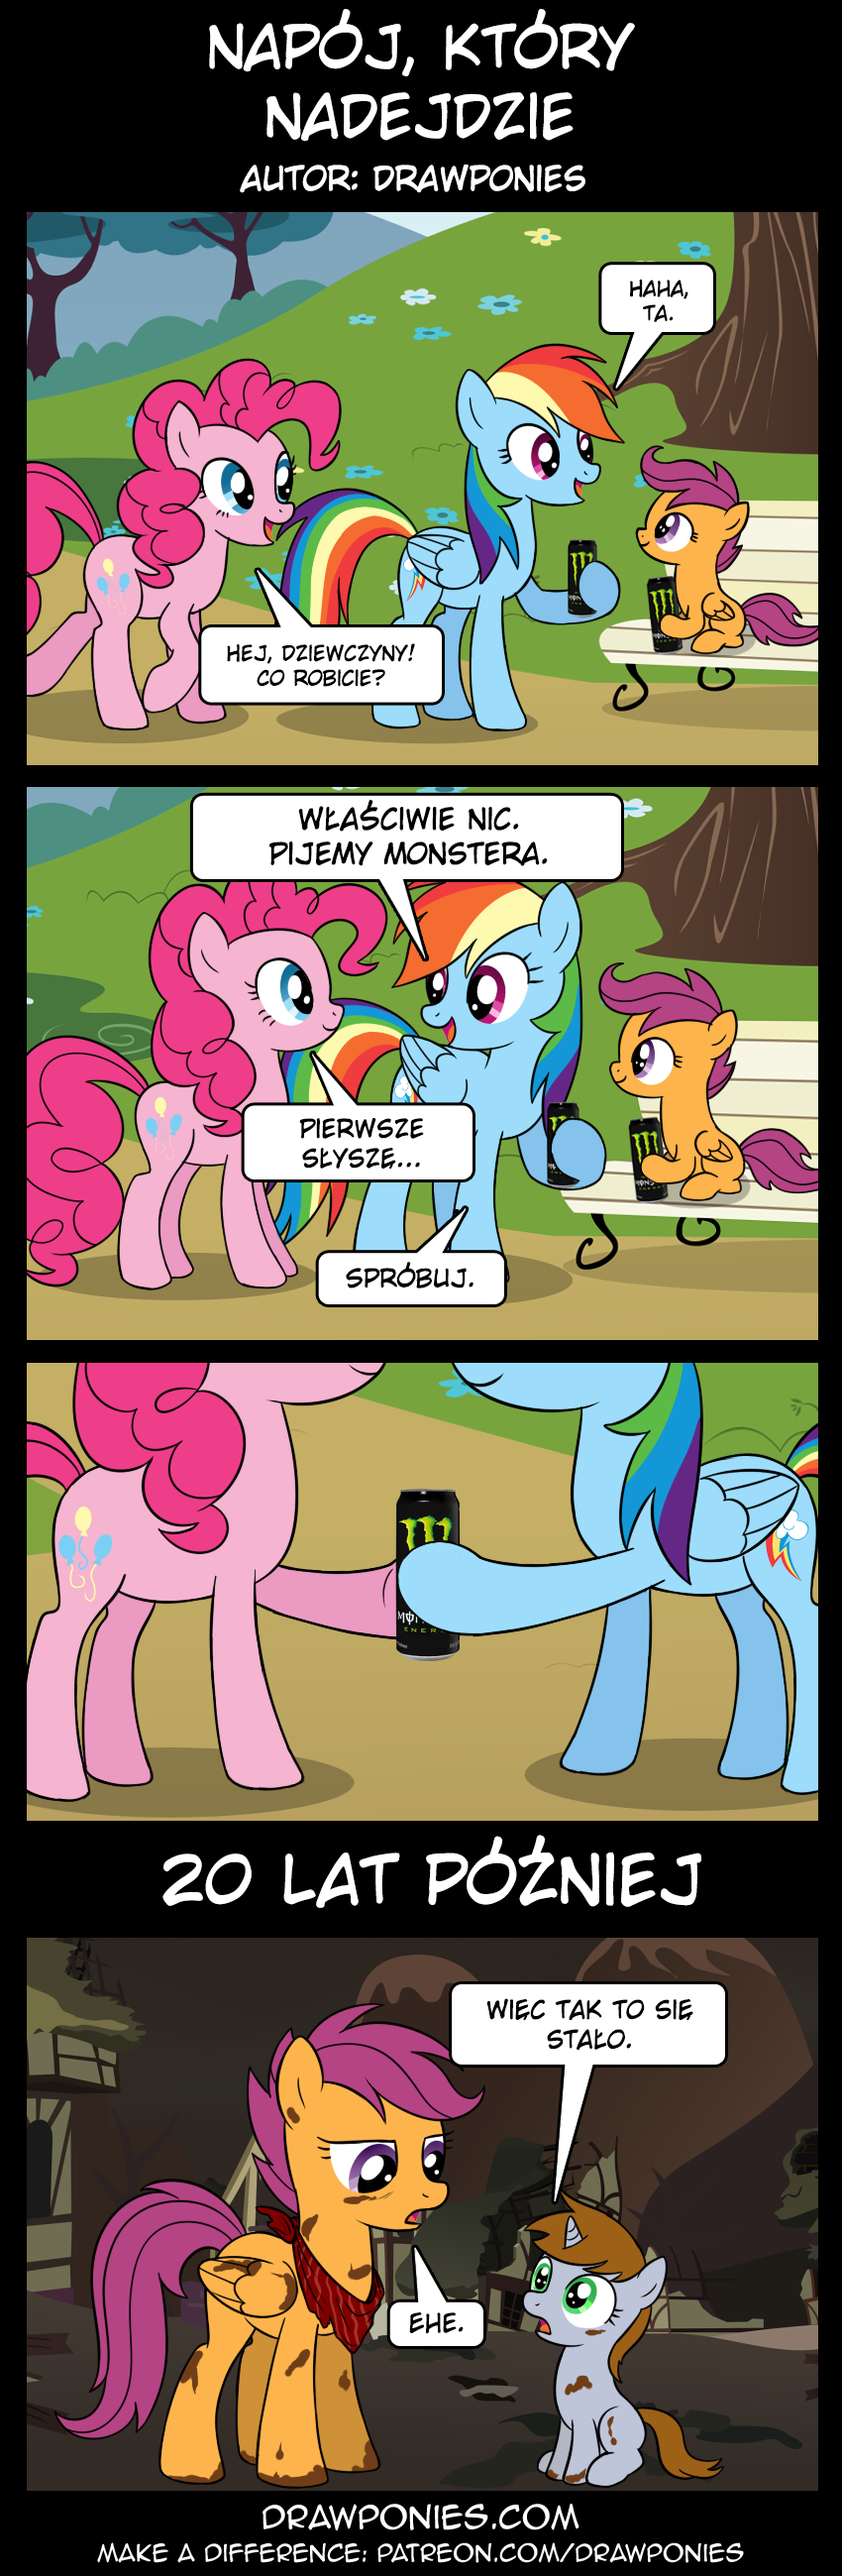 NAPÓJ, KTÓRY
NADEJDZIE
AUTOR: DRAWPONIES
HAHA,
TA.
HEJ, DZIEWCZYNY!
CO ROBICIE?
WŁAŚCIWIE NIC.
PIJEMY MONSTERA.
PIERWSZE
SŁYSZĘ...
SPRÓBUJ.
ENER
20 LAT PÓŹNIEJ
WIĘC TAK TO SIĘ
STAŁO.
EHE.
DRAWPONIES.COM
MAKE A DIFFERENCE: PATREON.COM/DRAWPONIES